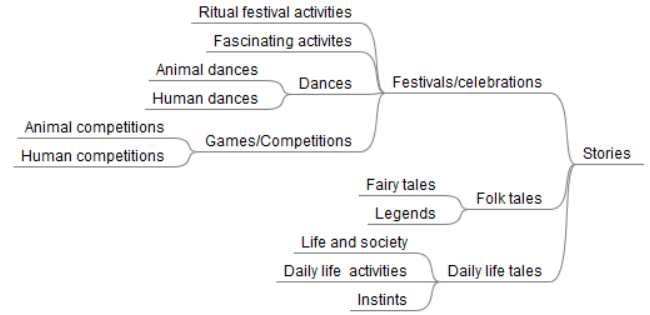 Ritual festival activities
Fascinating activites
Animal dances
Dances
Festivals/celebrations
Human dances
Animal competitions
Games/Competitions
Human competitions
Stories
Fairy tales
Folk tales
Legends
Life and society
Daily life  activities
Daily life tales
Instints